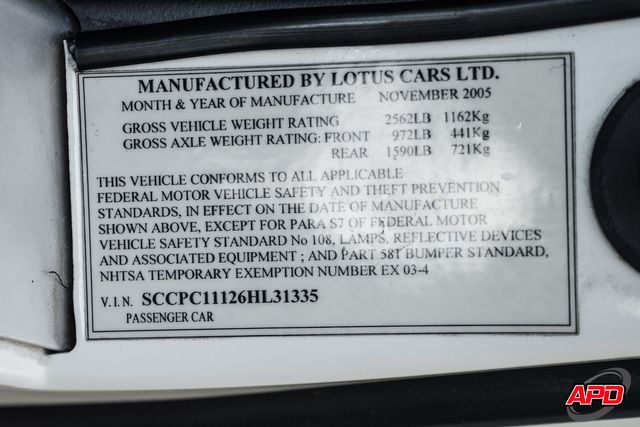 MANUFACTURED BY LOTUS CARS LTD.
MONTH & YEAR OF MANUFACTURE NOVEMBER 2005
GROSS VEHICLE WEIGHT RATING 2562LB 1162Kg
GROSS AXLE WEIGHT RATING: FRONT 972LB 441Kg
REAR 1590LB 721Kg
THIS VEHICLE CONFORMS TO ALL APPLICABLE
FEDERAL MOTOR VEHICLE SAFETY AND THEFT PREVENTION
STANDARDS, IN EFFECT ON THE DATE OF MANUFACTURE
SHOWN ABOVE, EXCEPT FOR PARA S7 OF FEDERAL MOTOR
VEHICLE SAFETY STANDARD No 108, LAMPS, REFLECTIVE DEVICES
AND ASSOCIATED EQUIPMENT ; AND PART 581 BUMPER STANDARD,
NHTSA TEMPORARY EXEMPTION NUMBER EX 03-4
V.I.N. SCCPC11126HL31335
PASSENGER CAR
APD